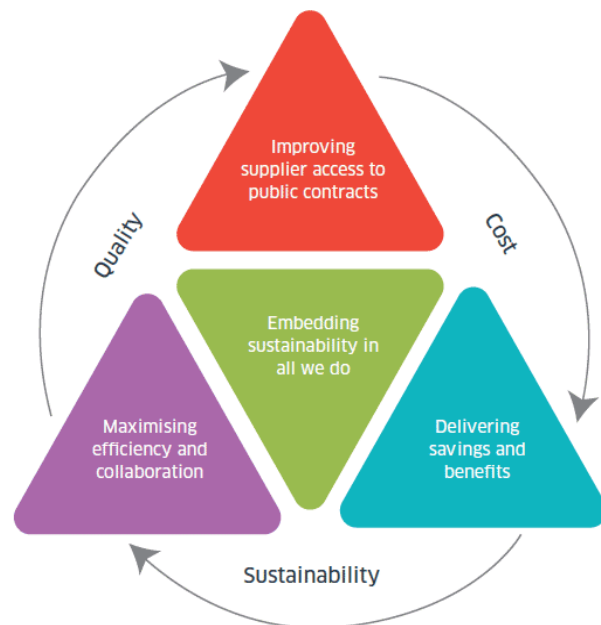 Improving
supplier access to
public contracts
Quality
Cost
Embedding
sustainability in
all we do
Maximising
efficiency and
collaboration
Delivering
savings and
benefits
Sustainability